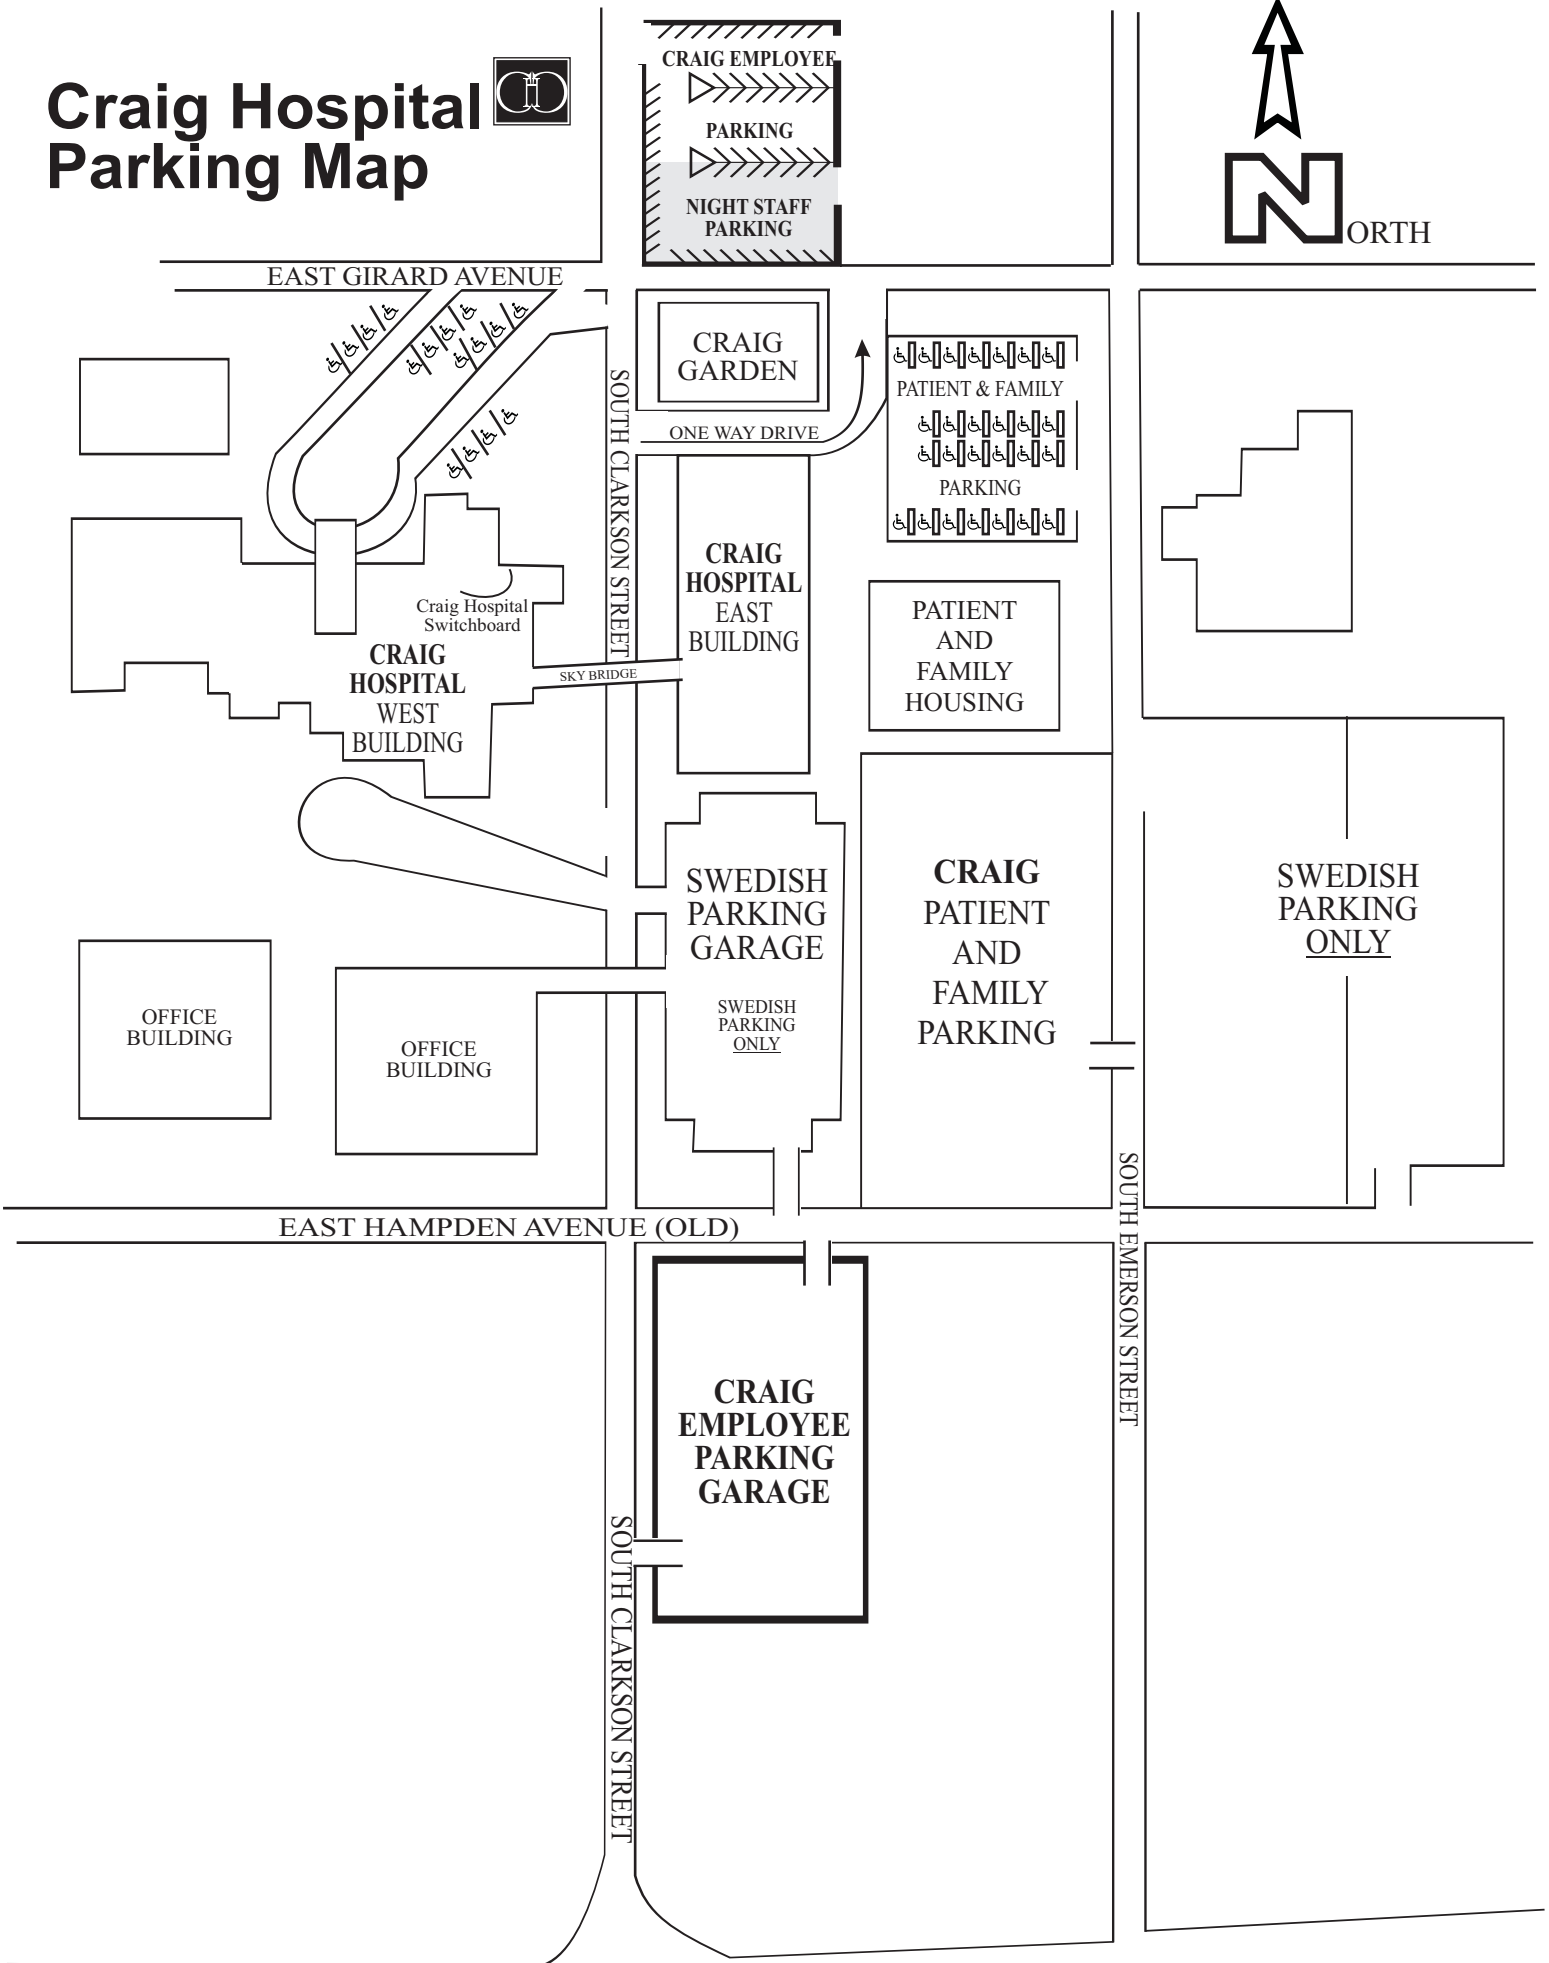 Craig Hospital
Parking Map
CRAIG EMPLOYEE
PARKING
NIGHT STAFF
PARKING
NORTH
EAST GIRARD AVENUE
CRAIG
GARDEN
ONE WAY DRIVE
PATIENT & FAMILY
PARKING
SOUTH CLARKSON STREET
CRAIG
HOSPITAL
EAST
BUILDING
Craig Hospital
Switchboard
CRAIG
HOSPITAL
WEST
BUILDING
SKY BRIDGE
PATIENT
AND
FAMILY
HOUSING
SWEDISH
PARKING
GARAGE
SWEDISH
PARKING
ONLY
CRAIG
PATIENT
AND
FAMILY
PARKING
SWEDISH
PARKING
ONLY
OFFICE
BUILDING
OFFICE
BUILDING
EAST HAMPDEN AVENUE (OLD)
SOUTH EMERSON STREET
CRAIG
EMPLOYEE
PARKING
GARAGE
SOUTH CLARKSON STREET